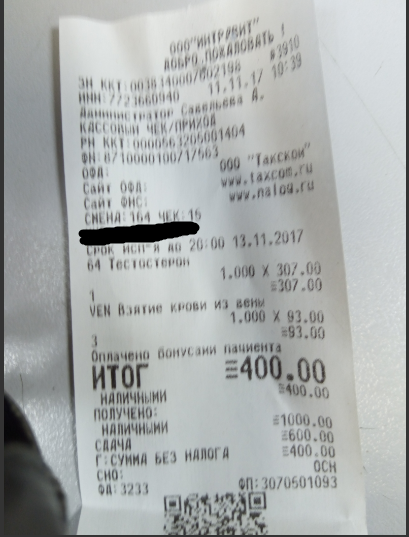 ООО"ИНТРУВИТ"
ДОБРО ПОЖАЛОВАТЬ !
#3910
ЗН ККТ:00381400
11.11.17 10:39
ИНН:7723660940
Администратор Савельева А.
КАССОВЫЙ ЧЕК/ПРИХОД
РН ККТ:0000563205001404
ФН:8710000100171563
ОФД: ООО "Такском"
Сайт ОФД: www.taxcom.ru
Сайт ФНС: www.nalog.ru
СМЕНА:164 ЧЕК:15
СРОК ИСП-Я ДО 20:00 13.11.2017
64 Тестостерон
1.000 X 307.00
≡307.00
1
VEN Взятие крови из вены
1.000 X 93.00
≡93.00
3
Оплачено бонусами пациента
ИТОГ ≡400.00
НАЛИЧНЫМИ ≡400.00
ПОЛУЧЕНО:
НАЛИЧНЫМИ ≡1000.00
СДАЧА ≡600.00
Г:СУММА БЕЗ НАЛОГА ≡400.00
СНО: ОСН
ФД:3233 ФП:3070501093